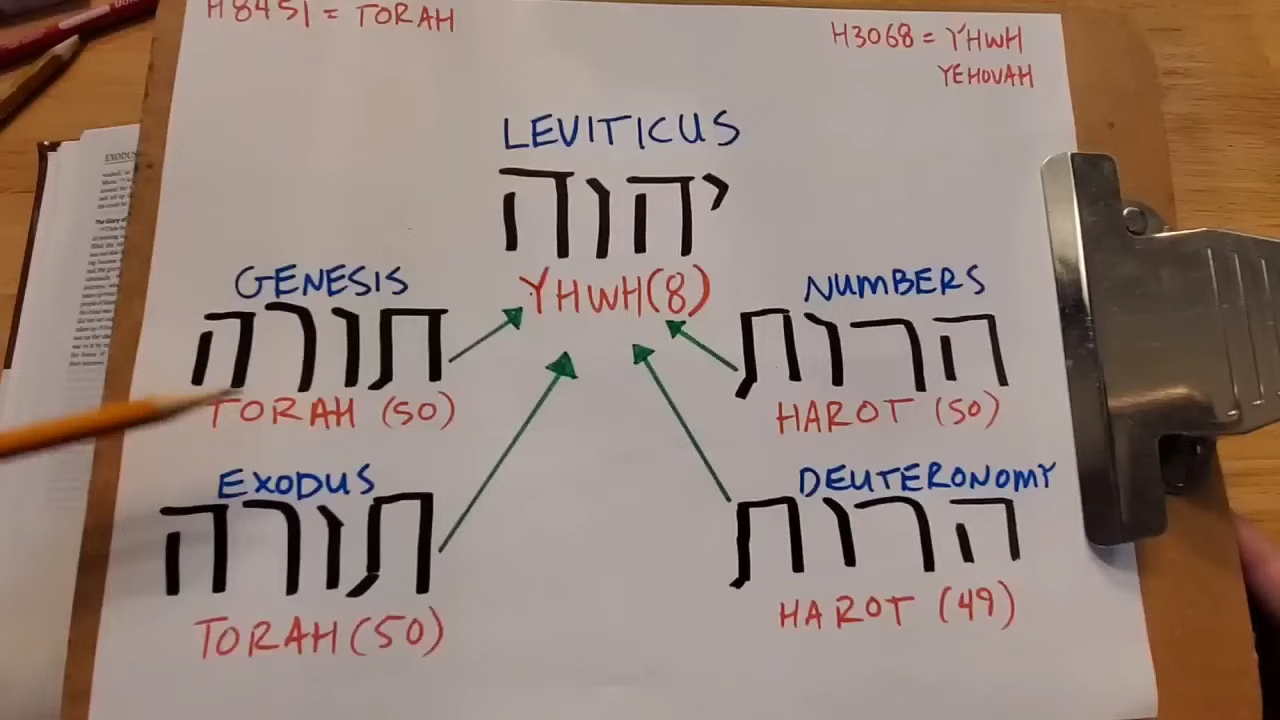 H8451 = TORAH
H3068 = YHWH
YEHOVAH
LEVITICUS
יהוה
YHWH(8)
GENESIS
תורה
TORAH (50)
NUMBERS
הרות
HAROT (50)
EXODUS
תורה
TORAH (50)
DEUTERONOMY
הרות
HAROT (49)
EXODUS